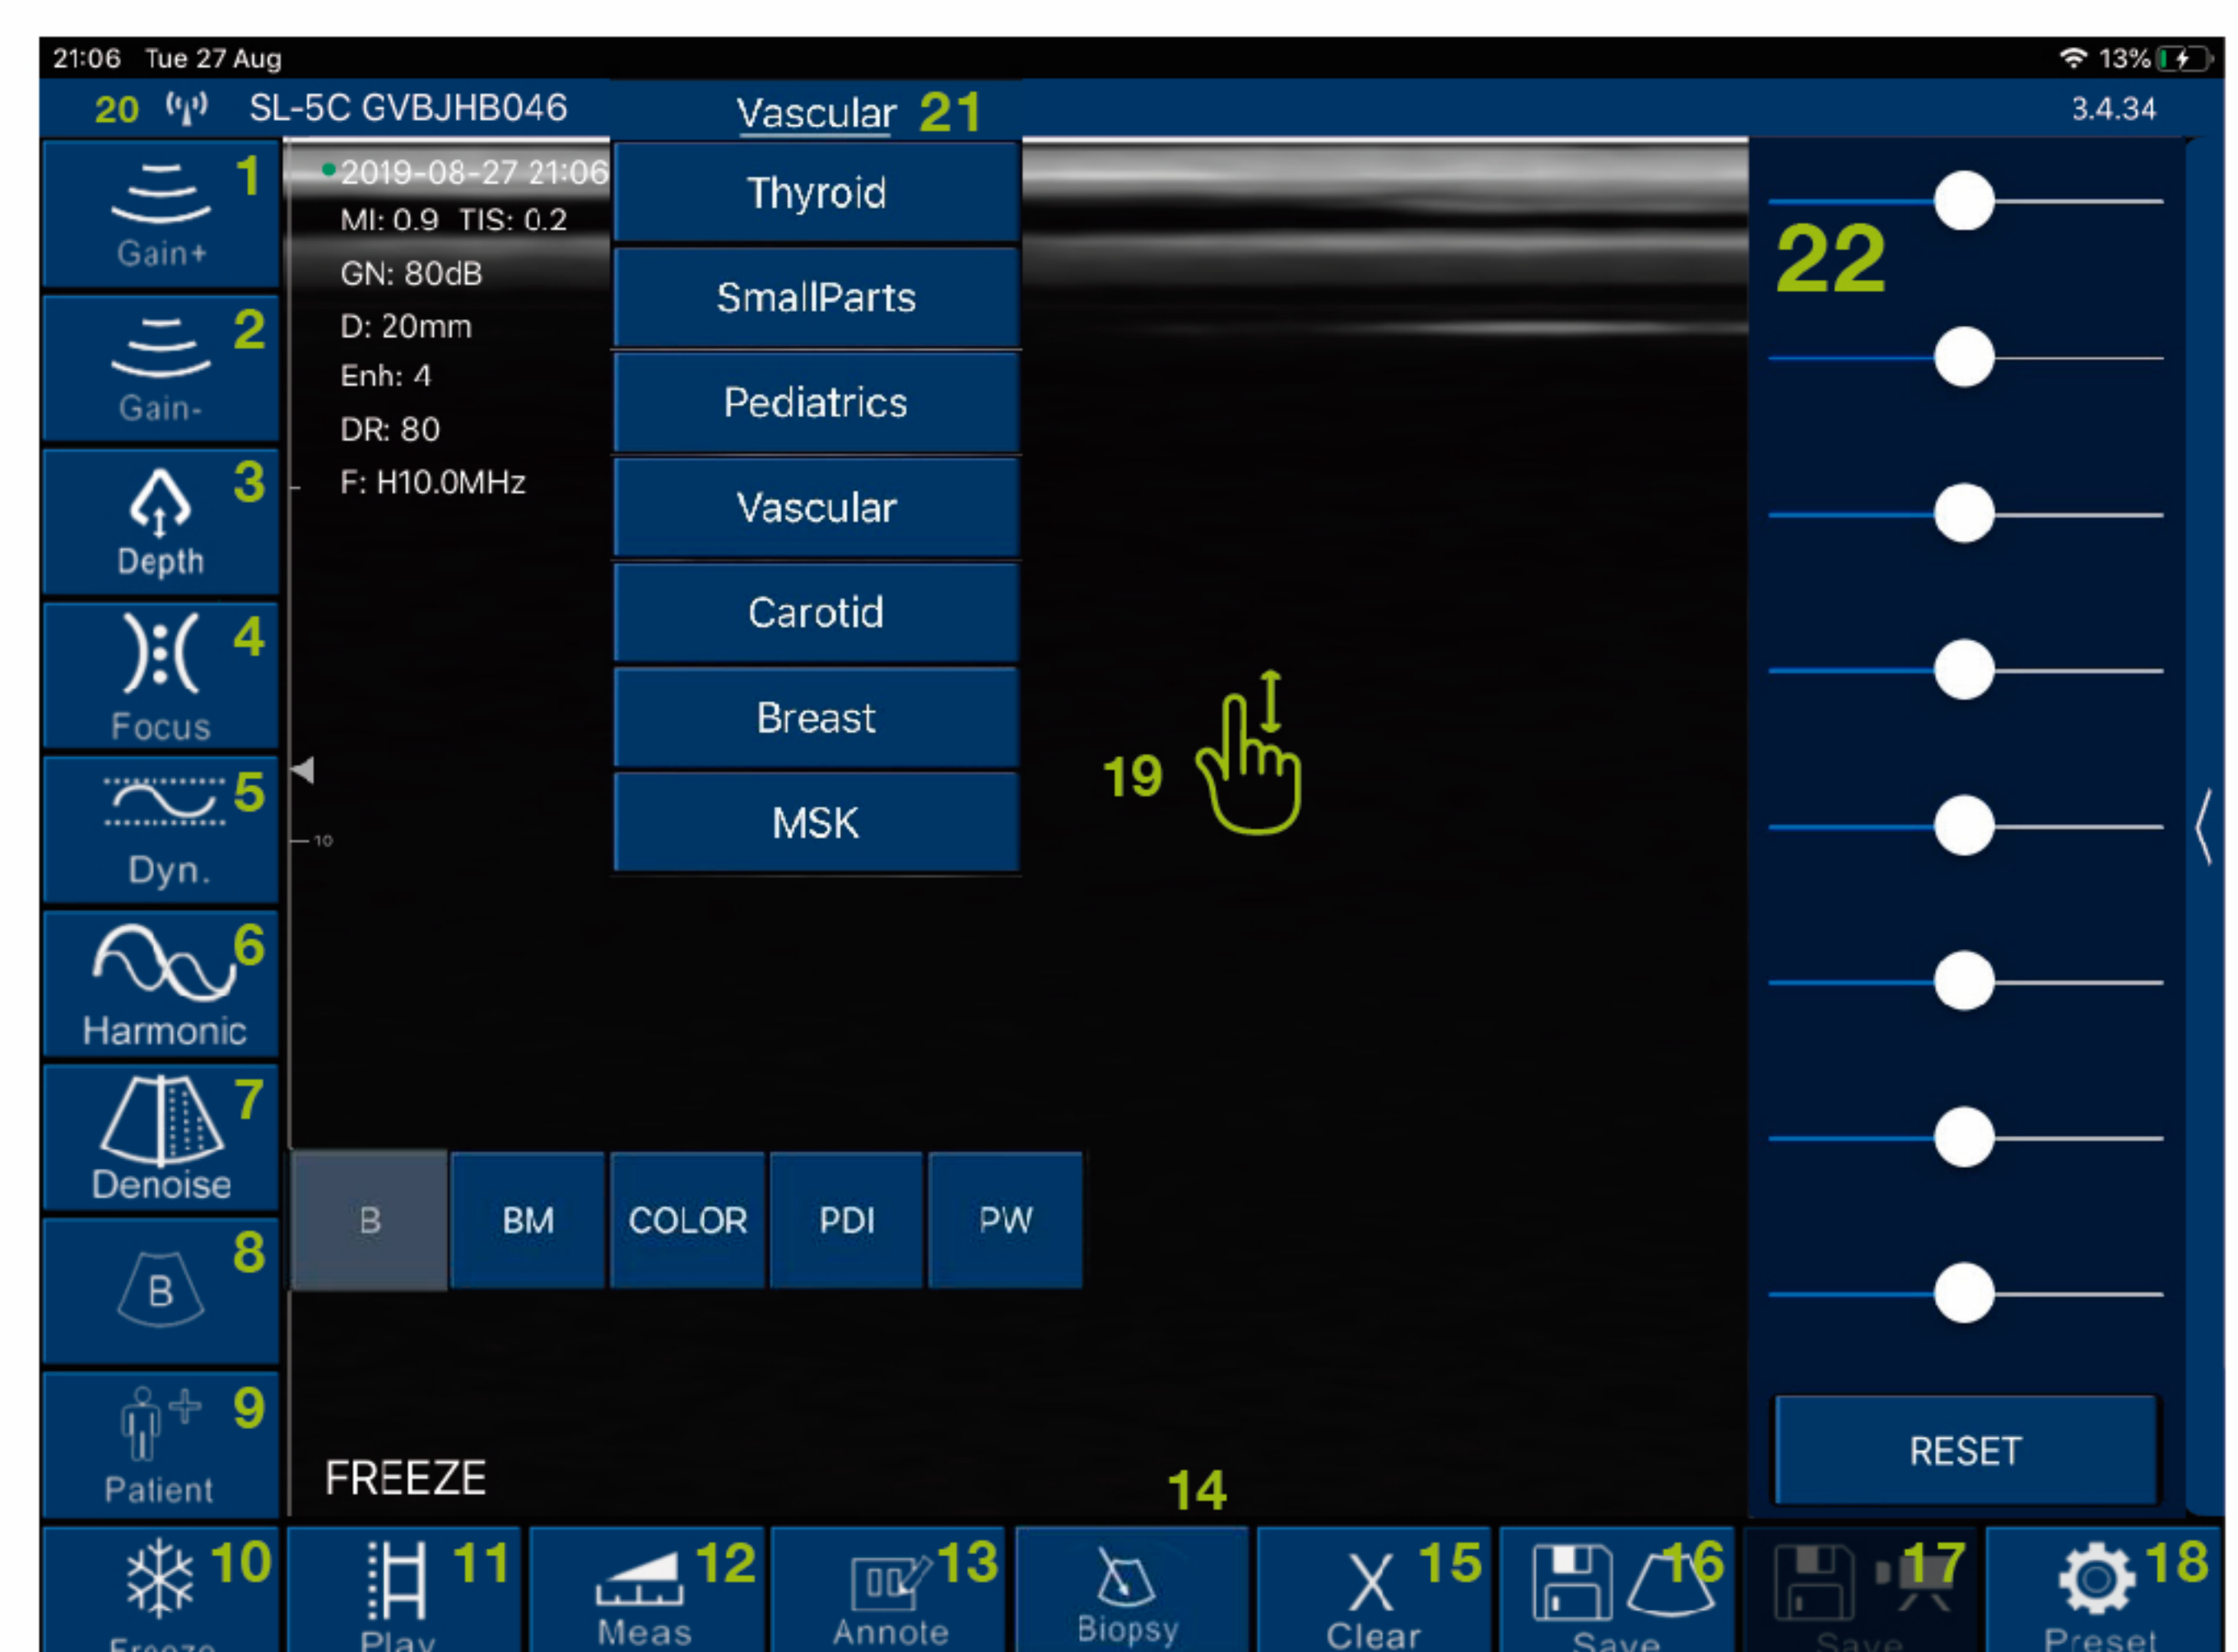 21:06 Tue 27 Aug 13%
20 SL-5C GVBJHB046 Vascular 21 3.4.34
1 Gain+
2 Gain-
3 Depth
4 Focus
5 Dyn.
6 Harmonic
7 Denoise
8 B
9 Patient
2019-08-27 21:06
MI: 0.9 TIS: 0.2
GN: 80dB
D: 20mm
Enh: 4
DR: 80
F: H10.0MHz
10
Thyroid
SmallParts
Pediatrics
Vascular
Carotid
Breast
MSK
19
22
B BM COLOR PDI PW
FREEZE
RESET
14
10 11 12 13 15 16 17 18
Freeze Play Meas Annote Biopsy Clear Save Save Preset